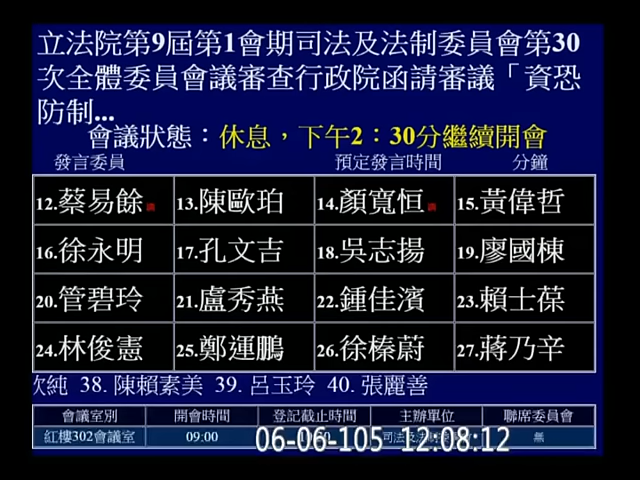 立法院第9屆第1會期司法及法制委員會第30
次全體委員會議審查行政院函請審議「資恐
防制...
會議狀態：休息，下午2：30分繼續開會
發言委員 預定發言時間 分鐘
12.蔡易餘 13.陳歐珀 14.顏寬恒 15.黃偉哲
16.徐永明 17.孔文吉 18.吳志揚 19.廖國棟
20.管碧玲 21.盧秀燕 22.鍾佳濱 23.賴士葆
24.林俊憲 25.鄭運鵬 26.徐榛蔚 27.蔣乃辛
欠純 38. 陳賴素美 39. 呂玉玲 40. 張麗善
會議室別 開會時間 登記截止時間 主辦單位 聯席委員會
紅樓302會議室 09:00 司法及法制委員會 無
06-06-105 12:08:12